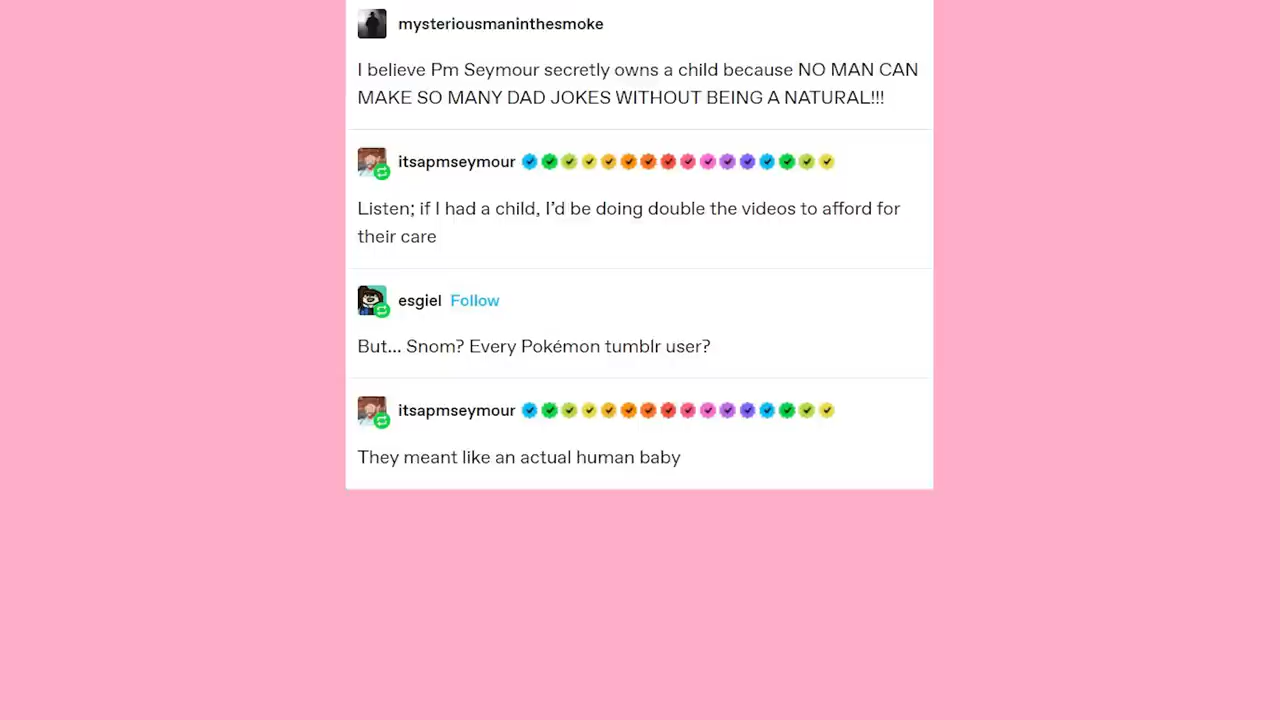 mysteriousmaninthesmoke
I believe Pm Seymour secretly owns a child because NO MAN CAN
MAKE SO MANY DAD JOKES WITHOUT BEING A NATURAL!!!
itsapmseymour
Listen; if I had a child, I'd be doing double the videos to afford for
their care
esgiel Follow
But... Snom? Every Pokémon tumblr user?
itsapmseymour
They meant like an actual human baby